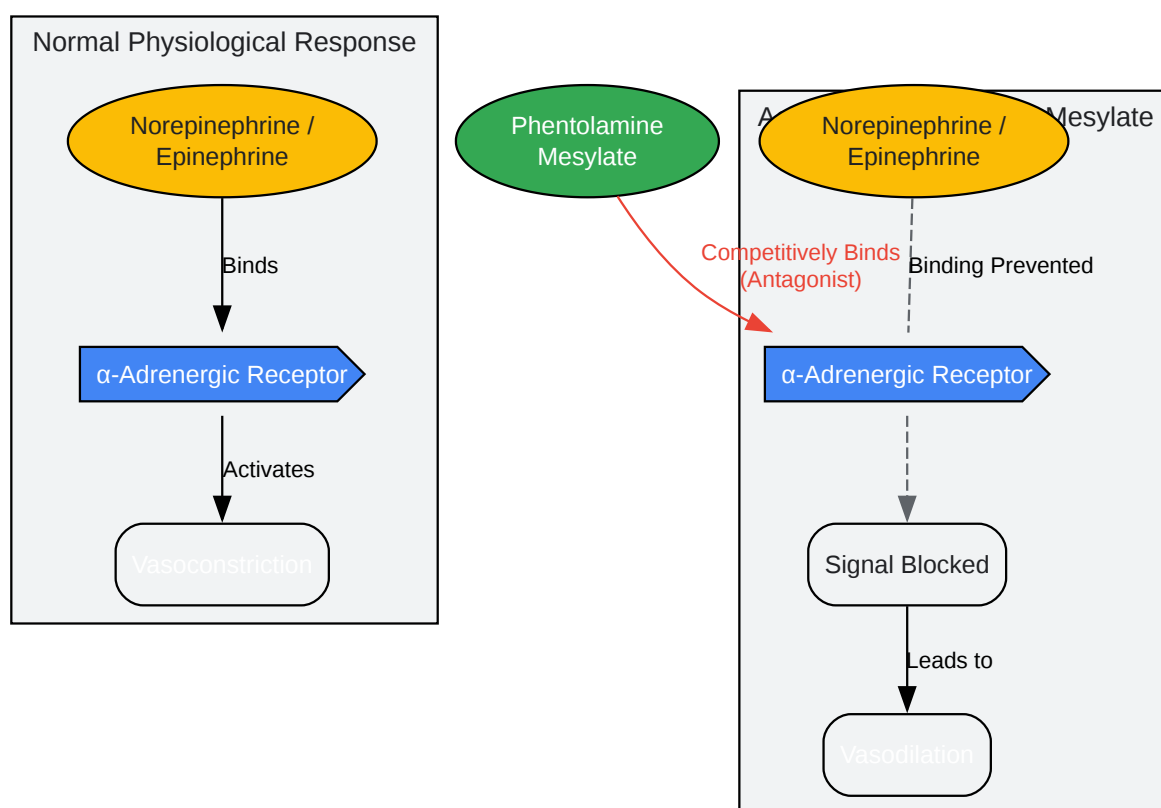 Normal Physiological Response
Norepinephrine /
Epinephrine
Binds
α-Adrenergic Receptor
Activates
Vasoconstriction
Phentolamine
Mesylate
Competitively Binds
(Antagonist)
Mesylate
Norepinephrine /
Epinephrine
Binding Prevented
α-Adrenergic Receptor
Signal Blocked
Leads to
Vasodilation